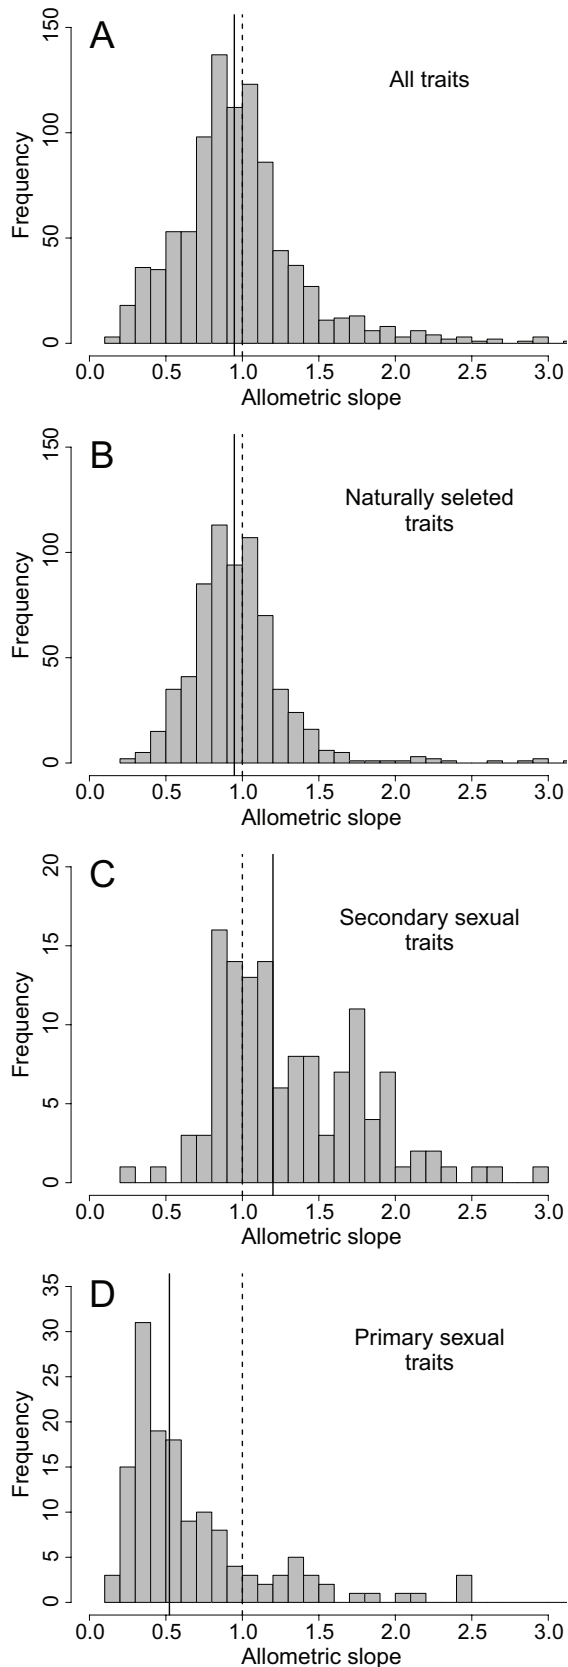 A
All traits
150
100
50
0
Frequency
0.0 0.5 1.0 1.5 2.0 2.5 3.0
Allometric slope
B
Naturally seleted
traits
150
100
50
0
Frequency
0.0 0.5 1.0 1.5 2.0 2.5 3.0
Allometric slope
C
Secondary sexual
traits
20
15
10
5
0
Frequency
0.0 0.5 1.0 1.5 2.0 2.5 3.0
Allometric slope
D
Primary sexual
traits
35
30
25
20
15
10
5
0
Frequency
0.0 0.5 1.0 1.5 2.0 2.5 3.0
Allometric slope